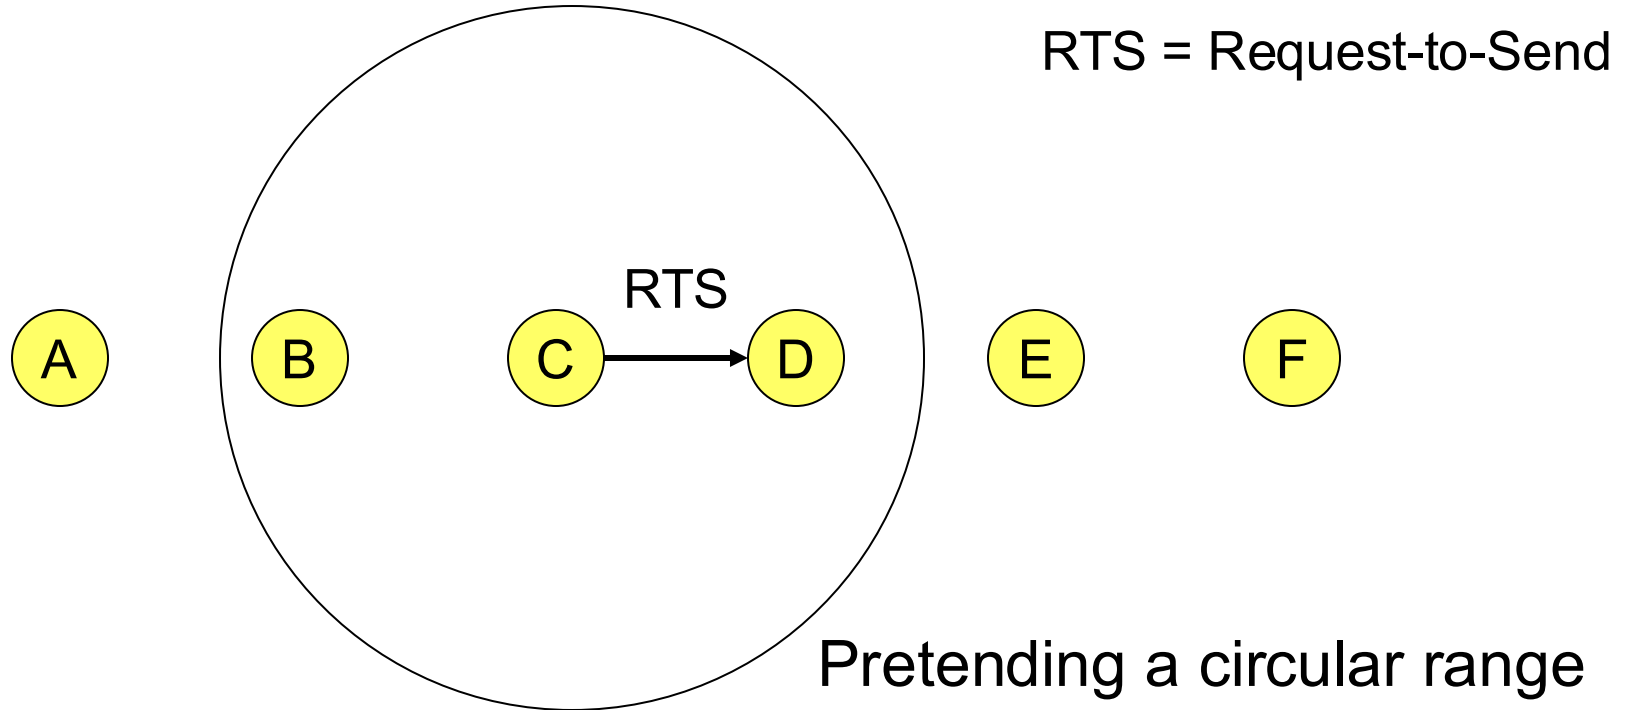 RTS = Request-to-Send
RTS
A B C D E F
Pretending a circular range